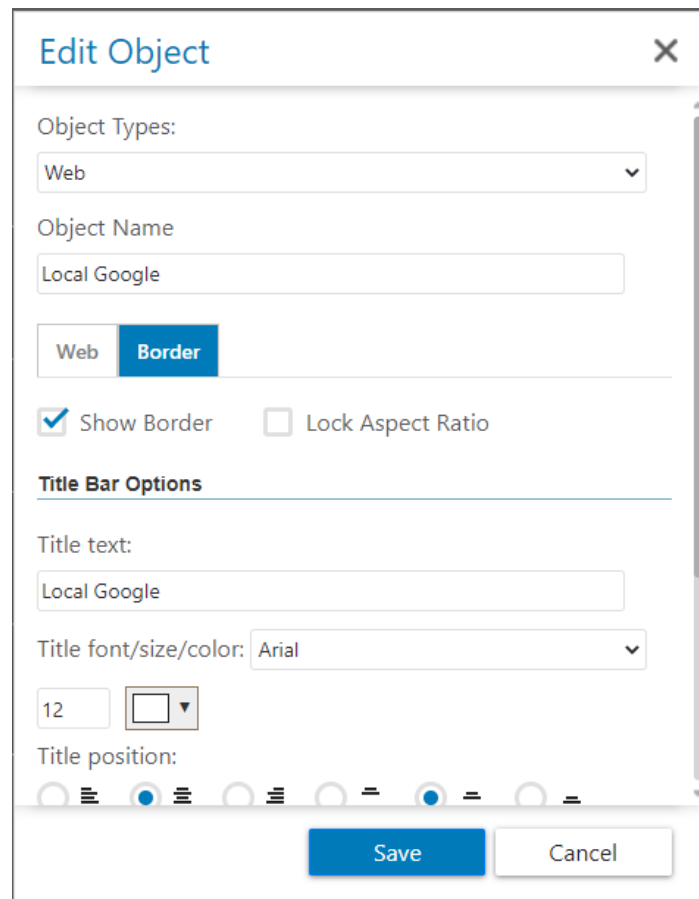 Edit Object
Object Types:
Web
Object Name
Local Google
Web Border
Show Border Lock Aspect Ratio
Title Bar Options
Title text:
Local Google
Title font/size/color: Arial
12
Title position:
Save Cancel